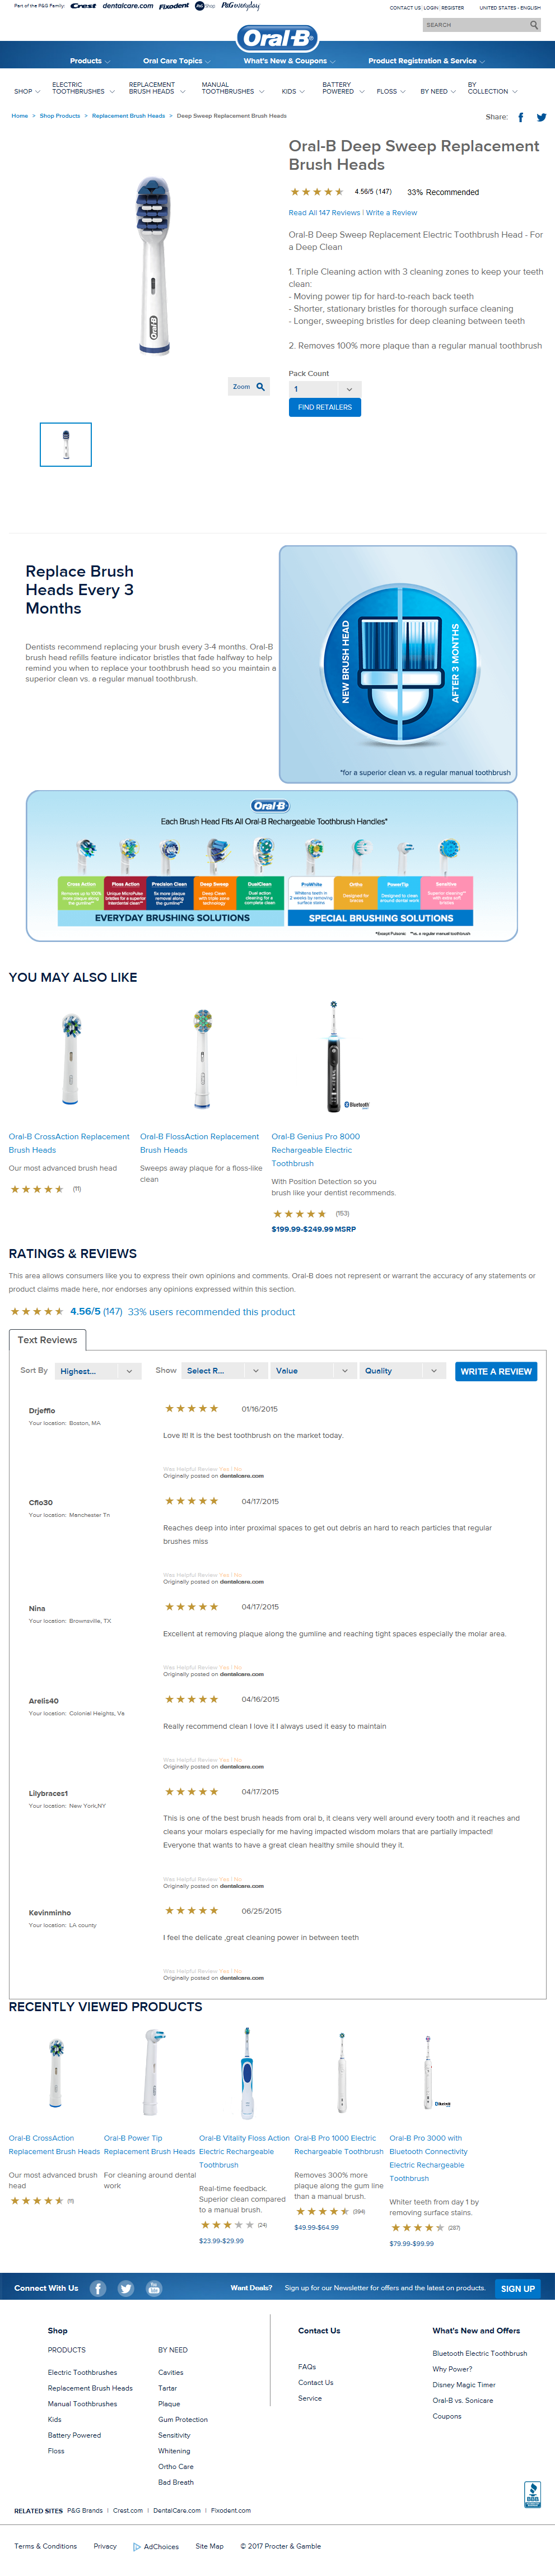 Part of the P&G Family: Crest dentalcare.com Fixodent P&G Shop P&G everyday
CONTACT US LOGIN REGISTER UNITED STATES - ENGLISH
SEARCH
Oral-B
Products Oral Care Topics What's New & Coupons Product Registration & Service
SHOP ELECTRIC TOOTHBRUSHES REPLACEMENT BRUSH HEADS MANUAL TOOTHBRUSHES KIDS BATTERY POWERED FLOSS BY NEED BY COLLECTION
Home > Shop Products > Replacement Brush Heads > Deep Sweep Replacement Brush Heads
Share:
Oral-B Deep Sweep Replacement
Brush Heads
4.56/5 (147) 33% Recommended
Read All 147 Reviews | Write a Review
Oral-B Deep Sweep Replacement Electric Toothbrush Head - For
a Deep Clean
1. Triple Cleaning action with 3 cleaning zones to keep your teeth
clean:
- Moving power tip for hard-to-reach back teeth
- Shorter, stationary bristles for thorough surface cleaning
- Longer, sweeping bristles for deep cleaning between teeth
2. Removes 100% more plaque than a regular manual toothbrush
Oral-B
Zoom
Pack Count
1
FIND RETAILERS
Replace Brush
Heads Every 3
Months
Dentists recommend replacing your brush every 3-4 months. Oral-B
brush head refills feature indicator bristles that fade halfway to help
remind you when to replace your toothbrush head so you maintain a
superior clean vs. a regular manual toothbrush.
NEW BRUSH HEAD
AFTER 3 MONTHS
*for a superior clean vs. a regular manual toothbrush
Oral-B
Each Brush Head Fits All Oral-B Rechargeable Toothbrush Handles*
Cross Action Floss Action Precision Clean Deep Sweep DualClean ProWhite Ortho PowerTip Sensitive
EVERYDAY BRUSHING SOLUTIONS SPECIAL BRUSHING SOLUTIONS
*Except Pulsonic **vs. a regular manual toothbrush
YOU MAY ALSO LIKE
Bluetooth
Oral-B CrossAction Replacement
Brush Heads
Our most advanced brush head
(11)
Oral-B FlossAction Replacement
Brush Heads
Sweeps away plaque for a floss-like
clean
Oral-B Genius Pro 8000
Rechargeable Electric
Toothbrush
With Position Detection so you
brush like your dentist recommends.
(153)
$199.99-$249.99 MSRP
RATINGS & REVIEWS
This area allows consumers like you to express their own opinions and comments. Oral-B does not represent or warrant the accuracy of any statements or
product claims made here, nor endorses any opinions expressed within this section.
4.56/5 (147) 33% users recommended this product
Text Reviews
Sort By Highest... Show Select R... Value Quality WRITE A REVIEW
Drjefflo 01/16/2015
Your location: Boston, MA
Love It! It is the best toothbrush on the market today.
Was Helpful Review Yes | No
Originally posted on dentalcare.com
Cflo30 04/17/2015
Your location: Manchester Tn
Reaches deep into inter proximal spaces to get out debris an hard to reach particles that regular
brushes miss
Was Helpful Review Yes | No
Originally posted on dentalcare.com
Nina 04/17/2015
Your location: Brownsville, TX
Excellent at removing plaque along the gumline and reaching tight spaces especially the molar area.
Was Helpful Review Yes | No
Originally posted on dentalcare.com
Arelis40 04/16/2015
Your location: Colonial Heights, Va
Really recommend clean I love it I always used it easy to maintain
Was Helpful Review Yes | No
Originally posted on dentalcare.com
Lilybraces1 04/17/2015
Your location: New York,NY
This is one of the best brush heads from oral b, it cleans very well around every tooth and it reaches and
cleans your molars especially for me having impacted wisdom molars that are partially impacted!
Everyone that wants to have a great clean healthy smile should they it.
Was Helpful Review Yes | No
Originally posted on dentalcare.com
Kevinminho 06/25/2015
Your location: LA county
I feel the delicate ,great cleaning power in between teeth
Was Helpful Review Yes | No
Originally posted on dentalcare.com
RECENTLY VIEWED PRODUCTS
Oral-B CrossAction
Replacement Brush Heads
Our most advanced brush
head
(11)
Oral-B Power Tip
Replacement Brush Heads
For cleaning around dental
work
Oral-B Vitality Floss Action
Electric Rechargeable
Toothbrush
Real-time feedback.
Superior clean compared
to a manual brush.
(24)
$23.99-$29.99
Oral-B Pro 1000 Electric
Rechargeable Toothbrush
Removes 300% more
plaque along the gum line
than a manual brush.
(394)
$49.99-$64.99
Oral-B Pro 3000 with
Bluetooth Connectivity
Electric Rechargeable
Toothbrush
Whiter teeth from day 1 by
removing surface stains.
(287)
$79.99-$99.99
Connect With Us Want Deals? Sign up for our Newsletter for offers and the latest on products. SIGN UP
Shop
PRODUCTS
Electric Toothbrushes
Replacement Brush Heads
Manual Toothbrushes
Kids
Battery Powered
Floss
BY NEED
Cavities
Tartar
Plaque
Gum Protection
Sensitivity
Whitening
Ortho Care
Bad Breath
Contact Us
FAQs
Contact Us
Service
What's New and Offers
Bluetooth Electric Toothbrush
Why Power?
Disney Magic Timer
Oral-B vs. Sonicare
Coupons
BBB
RELATED SITES P&G Brands | Crest.com | DentalCare.com | Fixodent.com
Terms & Conditions Privacy AdChoices Site Map © 2017 Procter & Gamble